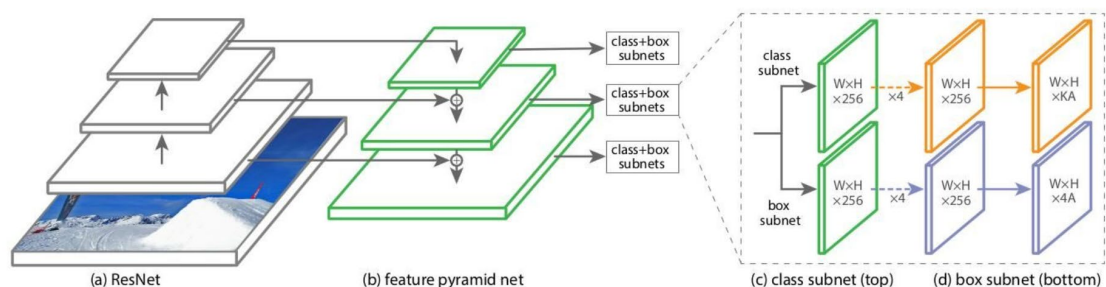 class+box
subnets
class+box
subnets
class+box
subnets
class
subnet
W×H
×256
×4
W×H
×256
W×H
×KA
W×H
×256
×4
W×H
×256
W×H
×4A
box
subnet
(a) ResNet
(b) feature pyramid net
(c) class subnet (top)
(d) box subnet (bottom)